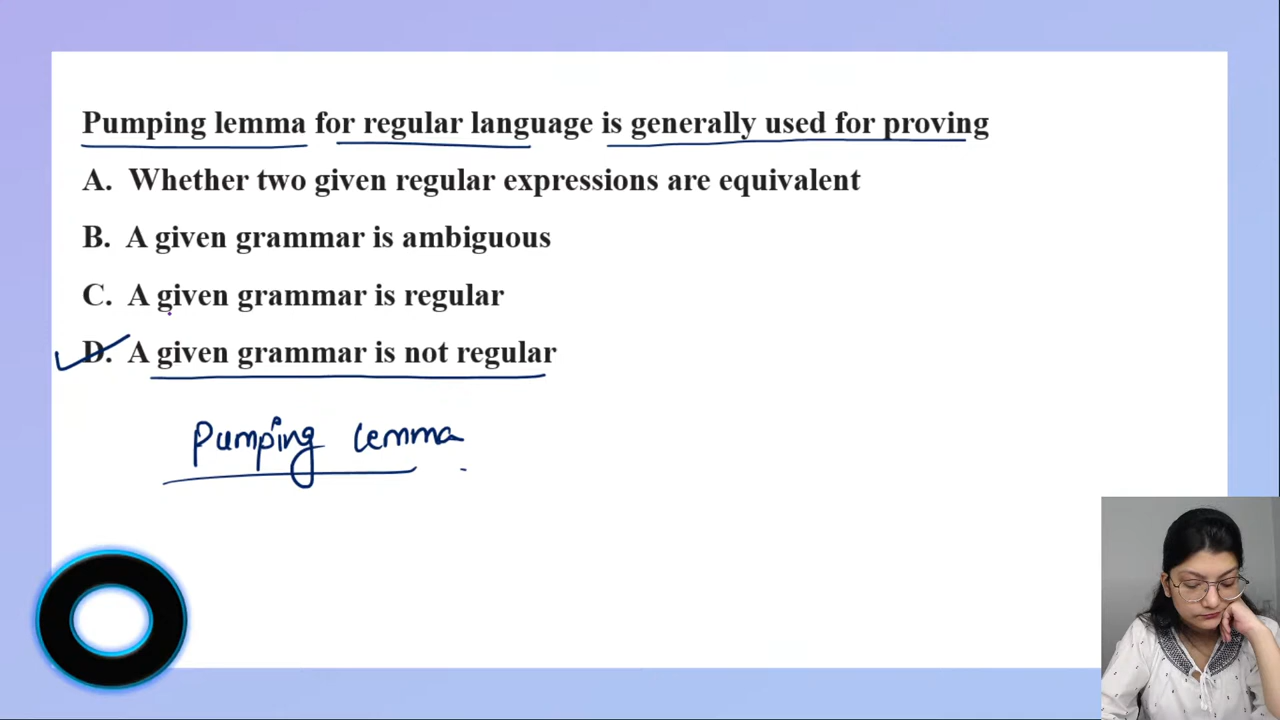 Pumping lemma for regular language is generally used for proving
A. Whether two given regular expressions are equivalent
B. A given grammar is ambiguous
C. A given grammar is regular
D. A given grammar is not regular
Pumping lemma